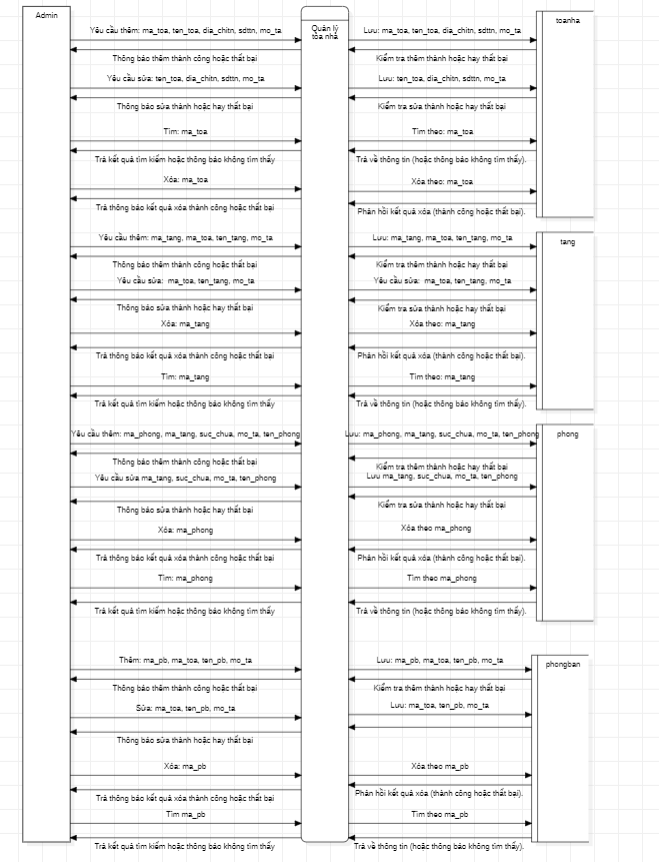 Admin
Quản lý
tòa nhà
toanha
Yêu cầu thêm: ma_toa, ten_toa, dia_chitn, sdttn, mo_ta
Lưu: ma_toa, ten_toa, dia_chitn, sdttn, mo_ta
Thông báo thêm thành công hoặc thất bại
Kiểm tra thêm thành hoặc hay thất bại
Yêu cầu sửa: ten_toa, dia_chitn, sdttn, mo_ta
Lưu: ten_toa, dia_chitn, sdttn, mo_ta
Thông báo sửa thành hoặc hay thất bại
Kiểm tra sửa thành hoặc hay thất bại
Tìm: ma_toa
Tìm theo: ma_toa
Trả kết quả tìm kiếm hoặc thông báo không tìm thấy
Trả về thông tin (hoặc thông báo không tìm thấy).
Xóa: ma_toa
Xóa theo: ma_toa
Trả thông báo kết quả xóa thành công hoặc thất bại
Phản hồi kết quả xóa (thành công hoặc thất bại).
tang
Yêu cầu thêm: ma_tang, ma_toa, ten_tang, mo_ta
Lưu: ma_tang, ma_toa, ten_tang, mo_ta
Thông báo thêm thành công hoặc thất bại
Kiểm tra thêm thành hoặc hay thất bại
Yêu cầu sửa: ma_toa, ten_tang, mo_ta
Yêu cầu sửa: ma_toa, ten_tang, mo_ta
Thông báo sửa thành hoặc hay thất bại
Kiểm tra sửa thành hoặc hay thất bại
Xóa: ma_tang
Xóa theo: ma_tang
Trả thông báo kết quả xóa thành công hoặc thất bại
Phản hồi kết quả xóa (thành công hoặc thất bại).
Tìm: ma_tang
Tìm theo: ma_tang
Trả kết quả tìm kiếm hoặc thông báo không tìm thấy
Trả về thông tin (hoặc thông báo không tìm thấy).
phong
Yêu cầu thêm: ma_phong, ma_tang, suc_chua, mo_ta, ten_phong
Lưu: ma_phong, ma_tang, suc_chua, mo_ta, ten_phong
Thông báo thêm thành công hoặc thất bại
Kiểm tra thêm thành hoặc hay thất bại
Yêu cầu sửa ma_tang, suc_chua, mo_ta, ten_phong
Lưu ma_tang, suc_chua, mo_ta, ten_phong
Thông báo sửa thành hoặc hay thất bại
Kiểm tra sửa thành hoặc hay thất bại
Xóa: ma_phong
Xóa theo ma_phong
Trả thông báo kết quả xóa thành công hoặc thất bại
Phản hồi kết quả xóa (thành công hoặc thất bại).
Tìm: ma_phong
Tìm theo ma_phong
Trả kết quả tìm kiếm hoặc thông báo không tìm thấy
Trả về thông tin (hoặc thông báo không tìm thấy).
phongban
Thêm: ma_pb, ma_toa, ten_pb, mo_ta
Lưu: ma_pb, ma_toa, ten_pb, mo_ta
Thông báo thêm thành công hoặc thất bại
Kiểm tra thêm thành hoặc hay thất bại
Sửa: ma_toa, ten_pb, mo_ta
Lưu: ma_toa, ten_pb, mo_ta
Thông báo sửa thành hoặc hay thất bại
Xóa: ma_pb
Xóa theo ma_pb
Trả thông báo kết quả xóa thành công hoặc thất bại
Phản hồi kết quả xóa (thành công hoặc thất bại).
Tìm ma_pb
Tìm theo ma_pb
Trả kết quả tìm kiếm hoặc thông báo không tìm thấy
Trả về thông tin (hoặc thông báo không tìm thấy).